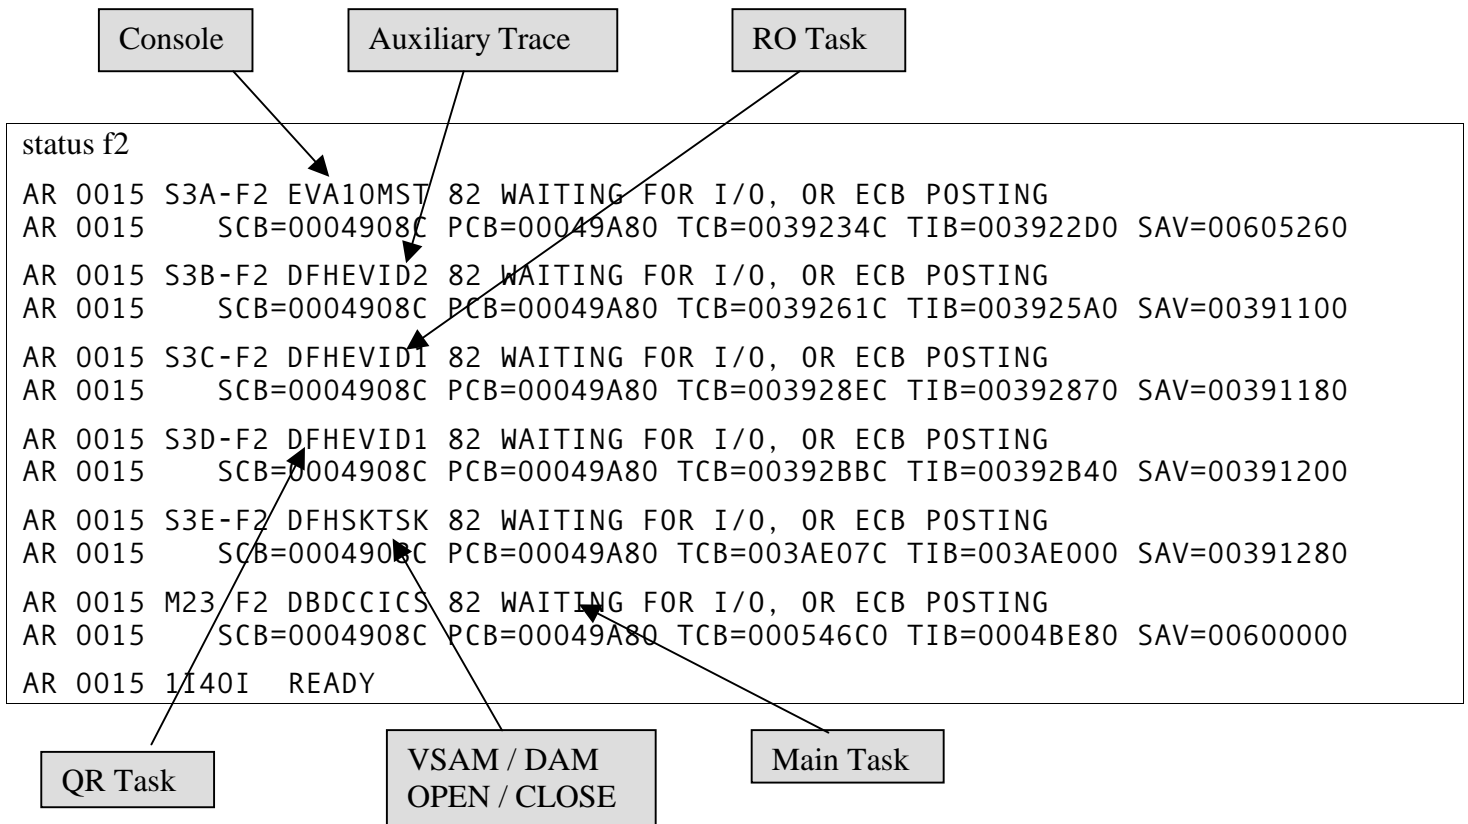 Console
Auxiliary Trace
RO Task
status f2
AR 0015 S3A-F2 EVA10MST 82 WAITING FOR I/O, OR ECB POSTING
AR 0015 SCB=0004908C PCB=00049A80 TCB=0039234C TIB=003922D0 SAV=00605260
AR 0015 S3B-F2 DFHEVID2 82 WAITING FOR I/O, OR ECB POSTING
AR 0015 SCB=0004908C PCB=00049A80 TCB=0039261C TIB=003925A0 SAV=00391100
AR 0015 S3C-F2 DFHEVID1 82 WAITING FOR I/O, OR ECB POSTING
AR 0015 SCB=0004908C PCB=00049A80 TCB=003928EC TIB=00392870 SAV=00391180
AR 0015 S3D-F2 DFHEVID1 82 WAITING FOR I/O, OR ECB POSTING
AR 0015 SCB=0004908C PCB=00049A80 TCB=00392BBC TIB=00392B40 SAV=00391200
AR 0015 S3E-F2 DFHSKTSK 82 WAITING FOR I/O, OR ECB POSTING
AR 0015 SCB=0004908C PCB=00049A80 TCB=003AE07C TIB=003AE000 SAV=00391280
AR 0015 M23 F2 DBDCCICS 82 WAITING FOR I/O, OR ECB POSTING
AR 0015 SCB=0004908C PCB=00049A80 TCB=000546C0 TIB=0004BE80 SAV=00600000
AR 0015 1I40I READY
QR Task
VSAM / DAM
OPEN / CLOSE
Main Task